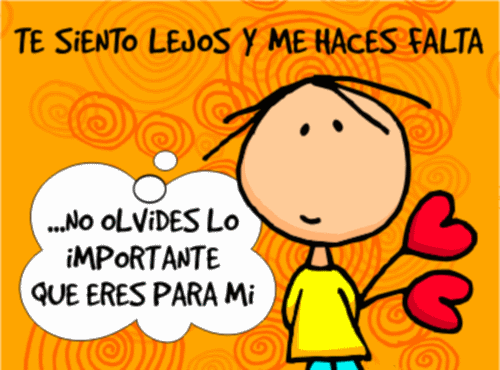 TE SiENTO LEJOS Y ME HACES FALTA
...NO OLViDES LO
iMPORTANTE
QUE ERES PARA Mi